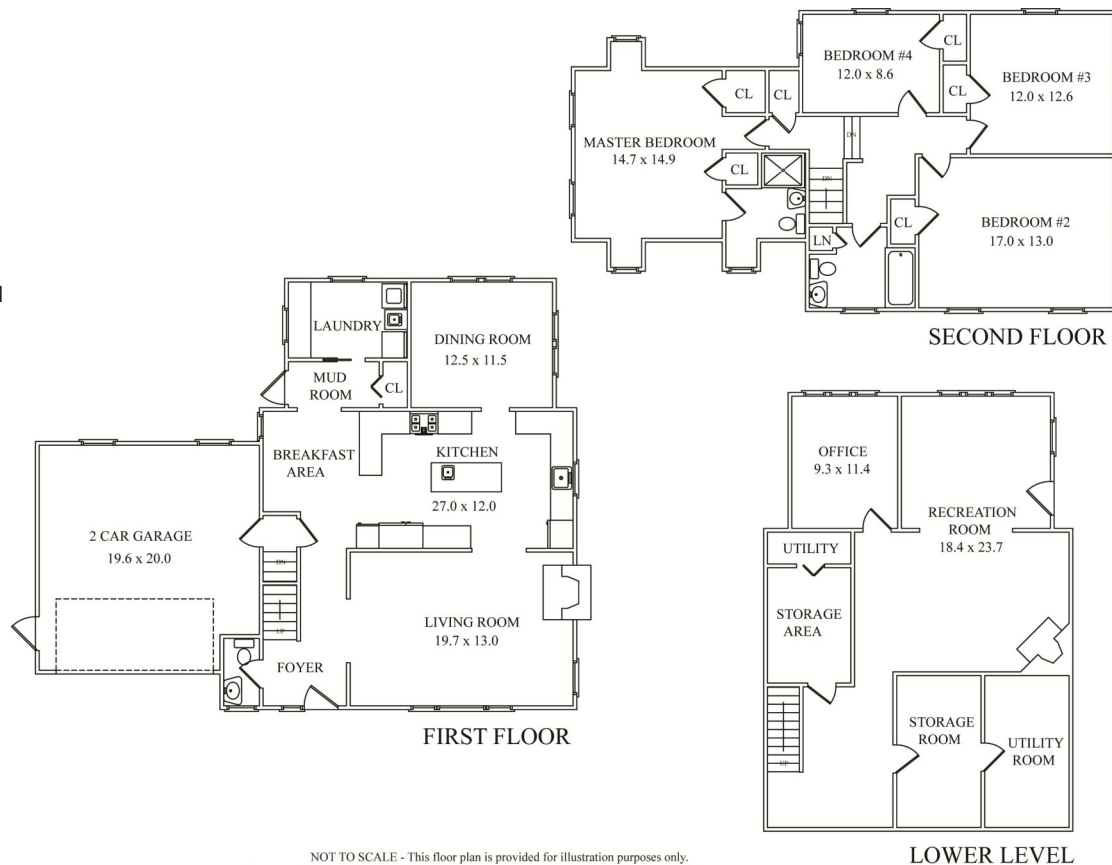 BEDROOM #4
12.0 x 8.6
CL
BEDROOM #3
12.0 x 12.6
CL
CL
CL
MASTER BEDROOM
14.7 x 14.9
DN
CL
DN
BEDROOM #2
17.0 x 13.0
CL
LN
SECOND FLOOR
LAUNDRY
DINING ROOM
12.5 x 11.5
MUD
ROOM
CL
BREAKFAST
AREA
KITCHEN
27.0 x 12.0
2 CAR GARAGE
19.6 x 20.0
DN
UP
LIVING ROOM
19.7 x 13.0
FOYER
FIRST FLOOR
OFFICE
9.3 x 11.4
RECREATION
ROOM
18.4 x 23.7
UTILITY
STORAGE
AREA
STORAGE
ROOM
UTILITY
ROOM
UP
LOWER LEVEL
NOT TO SCALE - This floor plan is provided for illustration purposes only.